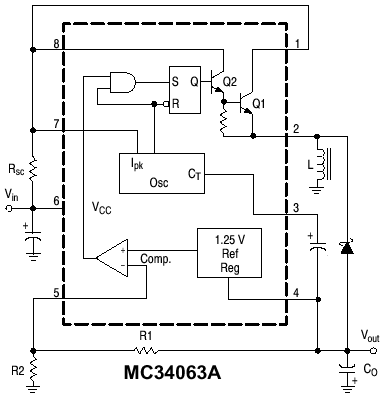 8
1
S
Q
Q2
R
Q1
2
7
Ipk
Osc
CT
L
Rsc
Vin
6
VCC
3
+
+
+
Comp.
−
1.25 V
Ref
Reg
5
4
R1
Vout
R2
MC34063A
CO
+